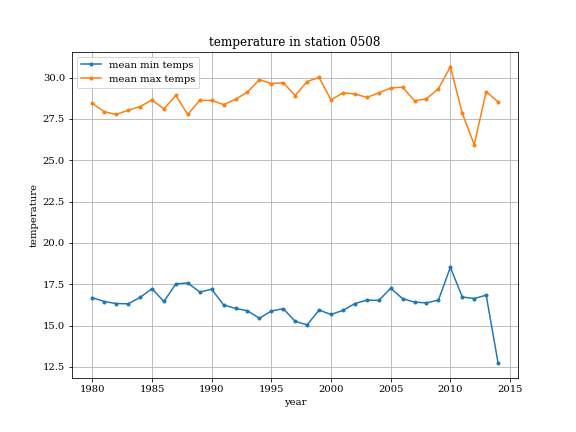 temperature in station 0508
mean min temps
mean max temps
30.0
27.5
25.0
22.5
20.0
17.5
15.0
12.5
temperature
1980 1985 1990 1995 2000 2005 2010 2015
year